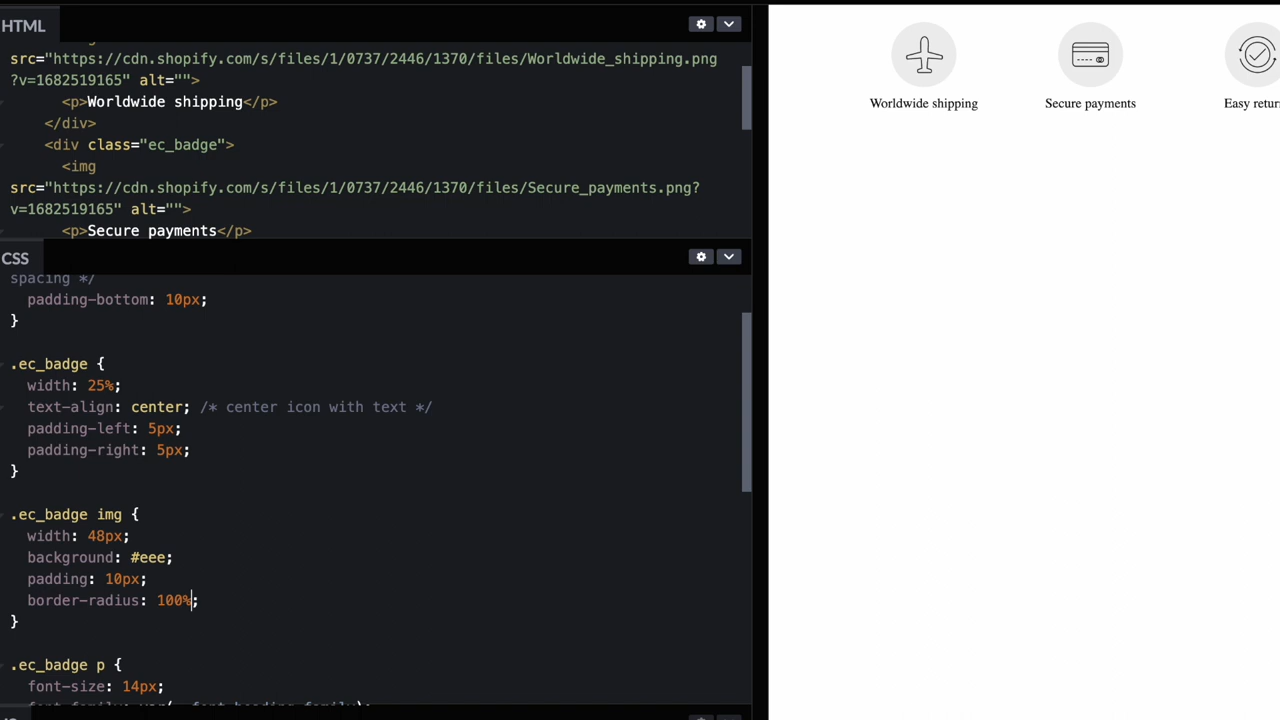 HTML
src="https://cdn.shopify.com/s/files/1/0737/2446/1370/files/Worldwide_shipping.png
?v=1682519165" alt="">
<p>Worldwide shipping</p>
</div>
<div class="ec_badge">
<img
src="https://cdn.shopify.com/s/files/1/0737/2446/1370/files/Secure_payments.png?
v=1682519165" alt="">
<p>Secure payments</p>
CSS
spacing */
padding-bottom: 10px;
}
.ec_badge {
width: 25%;
text-align: center; /* center icon with text */
padding-left: 5px;
padding-right: 5px;
}
.ec_badge img {
width: 48px;
background: #eee;
padding: 10px;
border-radius: 100%;
}
.ec_badge p {
font-size: 14px;
Worldwide shipping
Secure payments
Easy retur